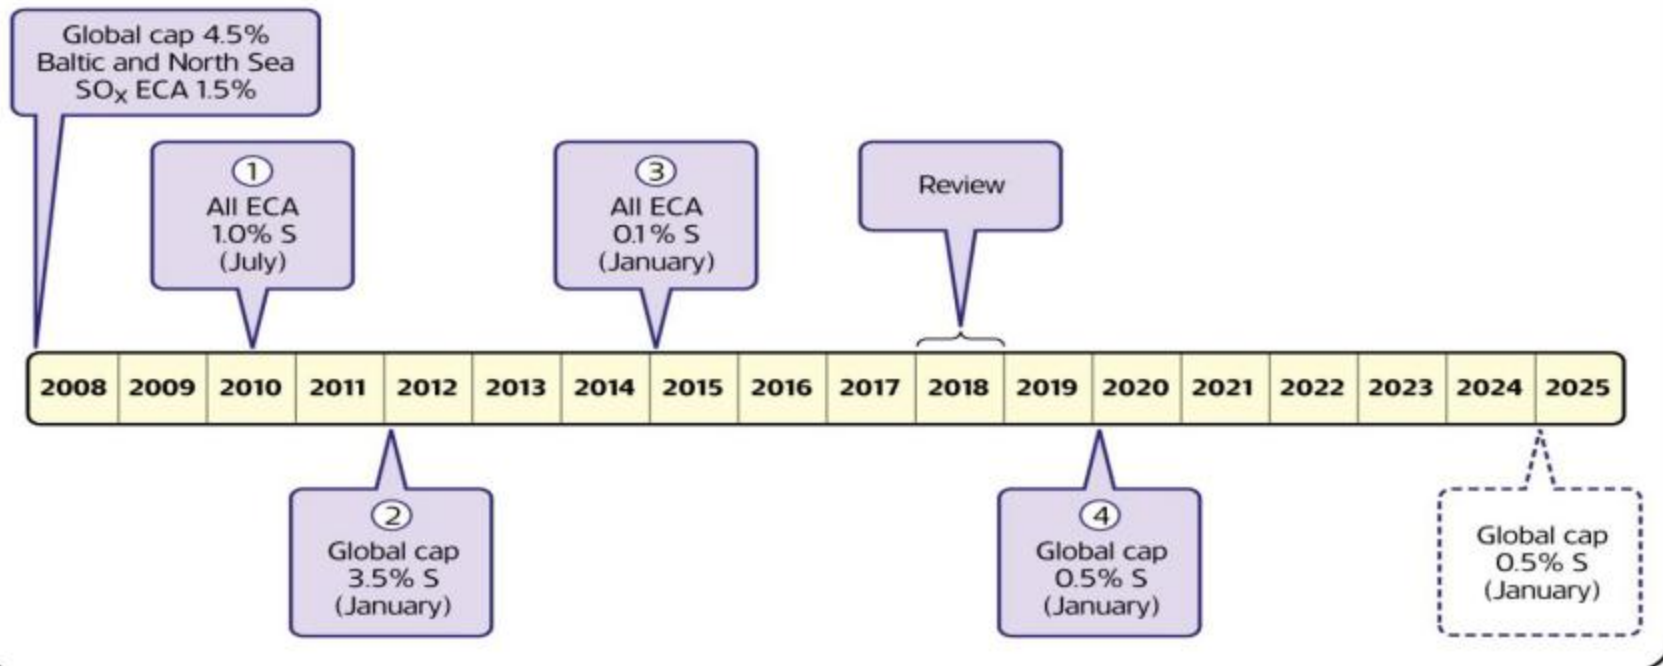 Global cap 4.5%
Baltic and North Sea
SOx ECA 1.5%
1
All ECA
1.0% S
(July)
3
All ECA
0.1% S
(January)
Review
2008 2009 2010 2011 2012 2013 2014 2015 2016 2017 2018 2019 2020 2021 2022 2023 2024 2025
2
Global cap
3.5% S
(January)
4
Global cap
0.5% S
(January)
Global cap
0.5% S
(January)